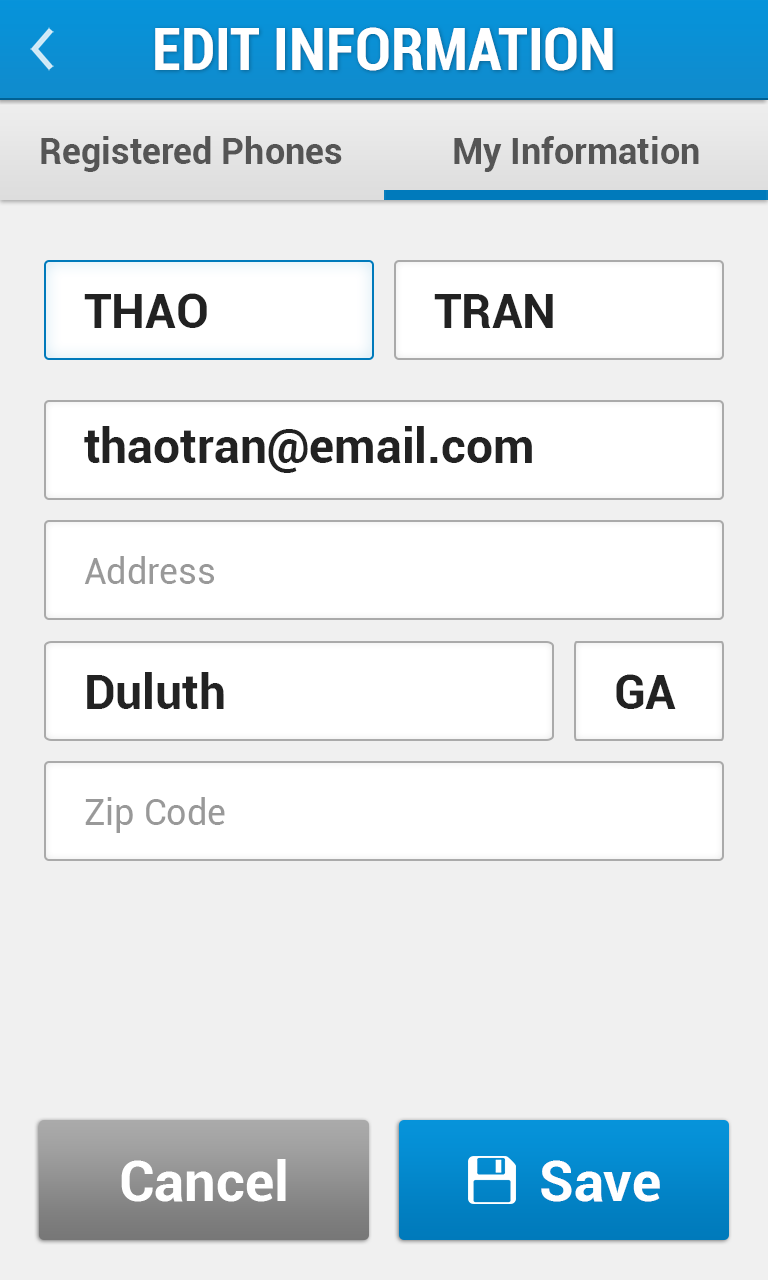 EDIT INFORMATION
Registered Phones My Information
THAO TRAN
thaotran@email.com
Address
Duluth GA
Zip Code
Cancel Save